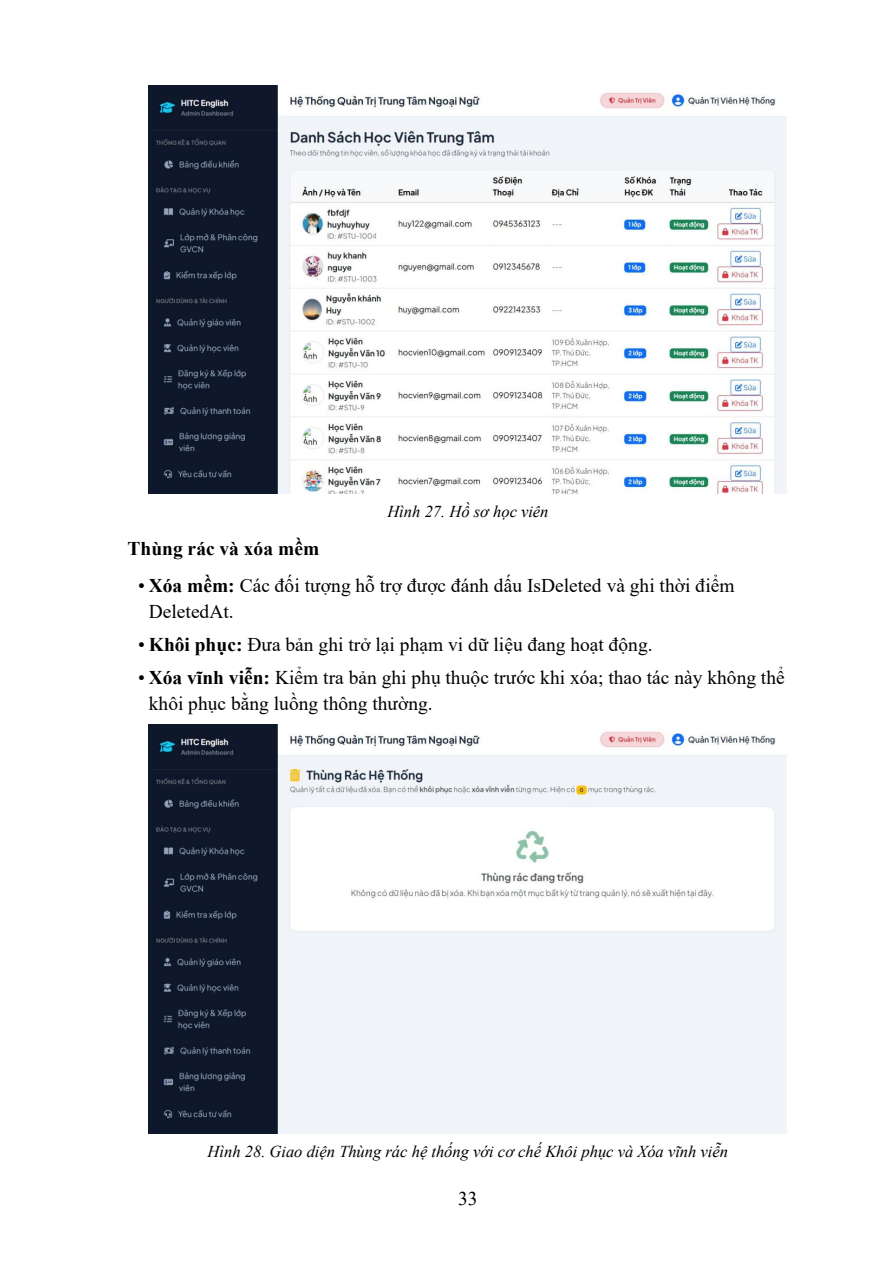 HITC English
Admin Dashboard
THỐNG KÊ & TỔNG QUAN
Bảng điều khiển
ĐÀO TẠO & HỌC VỤ
Quản lý Khóa học
Lớp mở & Phân công
GVCN
Kiểm tra xếp lớp
NGƯỜI DÙNG & TÀI CHÍNH
Quản lý giáo viên
Quản lý học viên
Đăng ký & Xếp lớp
học viên
Quản lý thanh toán
Bảng lương giảng
viên
Yêu cầu tư vấn
Hệ Thống Quản Trị Trung Tâm Ngoại Ngữ
Quản Trị Viên
Quản Trị Viên Hệ Thống
Danh Sách Học Viên Trung Tâm
Theo dõi thông tin học viên, số lượng khóa học đã đăng ký và trạng thái tài khoản
Ảnh / Họ và Tên Email Số Điện Thoại Địa Chỉ Số Khóa Học ĐK Trạng Thái Thao Tác
fbfdjf
huyhuyhuy huy122@gmail.com 0945363123 --- 1 lớp Hoạt động Sửa
ID: #STU-1004 Khóa TK
huy khanh
nguye nguyen@gmail.com 0912345678 --- 1 lớp Hoạt động Sửa
ID: #STU-1003 Khóa TK
Nguyễn khánh
Huy huy@gmail.com 0922142353 --- 3 lớp Hoạt động Sửa
ID: #STU-1002 Khóa TK
Học Viên 109 Đỗ Xuân Hợp, Sửa
Ảnh Nguyễn Văn 10 hocvien10@gmail.com 0909123409 TP. Thủ Đức, 2 lớp Hoạt động
ID: #STU-10 TP.HCM Khóa TK
Học Viên 108 Đỗ Xuân Hợp, Sửa
Ảnh Nguyễn Văn 9 hocvien9@gmail.com 0909123408 TP. Thủ Đức, 2 lớp Hoạt động
ID: #STU-9 TP.HCM Khóa TK
Học Viên 107 Đỗ Xuân Hợp, Sửa
Ảnh Nguyễn Văn 8 hocvien8@gmail.com 0909123407 TP. Thủ Đức, 2 lớp Hoạt động
ID: #STU-8 TP.HCM Khóa TK
Học Viên 106 Đỗ Xuân Hợp, Sửa
Nguyễn Văn 7 hocvien7@gmail.com 0909123406 TP. Thủ Đức, 2 lớp Hoạt động
ID: #STU-7 TP.HCM Khóa TK
Hình 27. Hồ sơ học viên
Thùng rác và xóa mềm
• Xóa mềm: Các đối tượng hỗ trợ được đánh dấu IsDeleted và ghi thời điểm
DeletedAt.
• Khôi phục: Đưa bản ghi trở lại phạm vi dữ liệu đang hoạt động.
• Xóa vĩnh viễn: Kiểm tra bản ghi phụ thuộc trước khi xóa; thao tác này không thể
khôi phục bằng luồng thông thường.
HITC English
Admin Dashboard
THỐNG KÊ & TỔNG QUAN
Bảng điều khiển
ĐÀO TẠO & HỌC VỤ
Quản lý Khóa học
Lớp mở & Phân công
GVCN
Kiểm tra xếp lớp
NGƯỜI DÙNG & TÀI CHÍNH
Quản lý giáo viên
Quản lý học viên
Đăng ký & Xếp lớp
học viên
Quản lý thanh toán
Bảng lương giảng
viên
Yêu cầu tư vấn
Hệ Thống Quản Trị Trung Tâm Ngoại Ngữ
Quản Trị Viên
Quản Trị Viên Hệ Thống
Thùng Rác Hệ Thống
Quản lý tất cả dữ liệu đã xóa. Bạn có thể khôi phục hoặc xóa vĩnh viễn từng mục. Hiện có 0 mục trong thùng rác.
Thùng rác đang trống
Không có dữ liệu nào đã bị xóa. Khi bạn xóa một mục bất kỳ từ trang quản lý, nó sẽ xuất hiện tại đây.
Hình 28. Giao diện Thùng rác hệ thống với cơ chế Khôi phục và Xóa vĩnh viễn
33